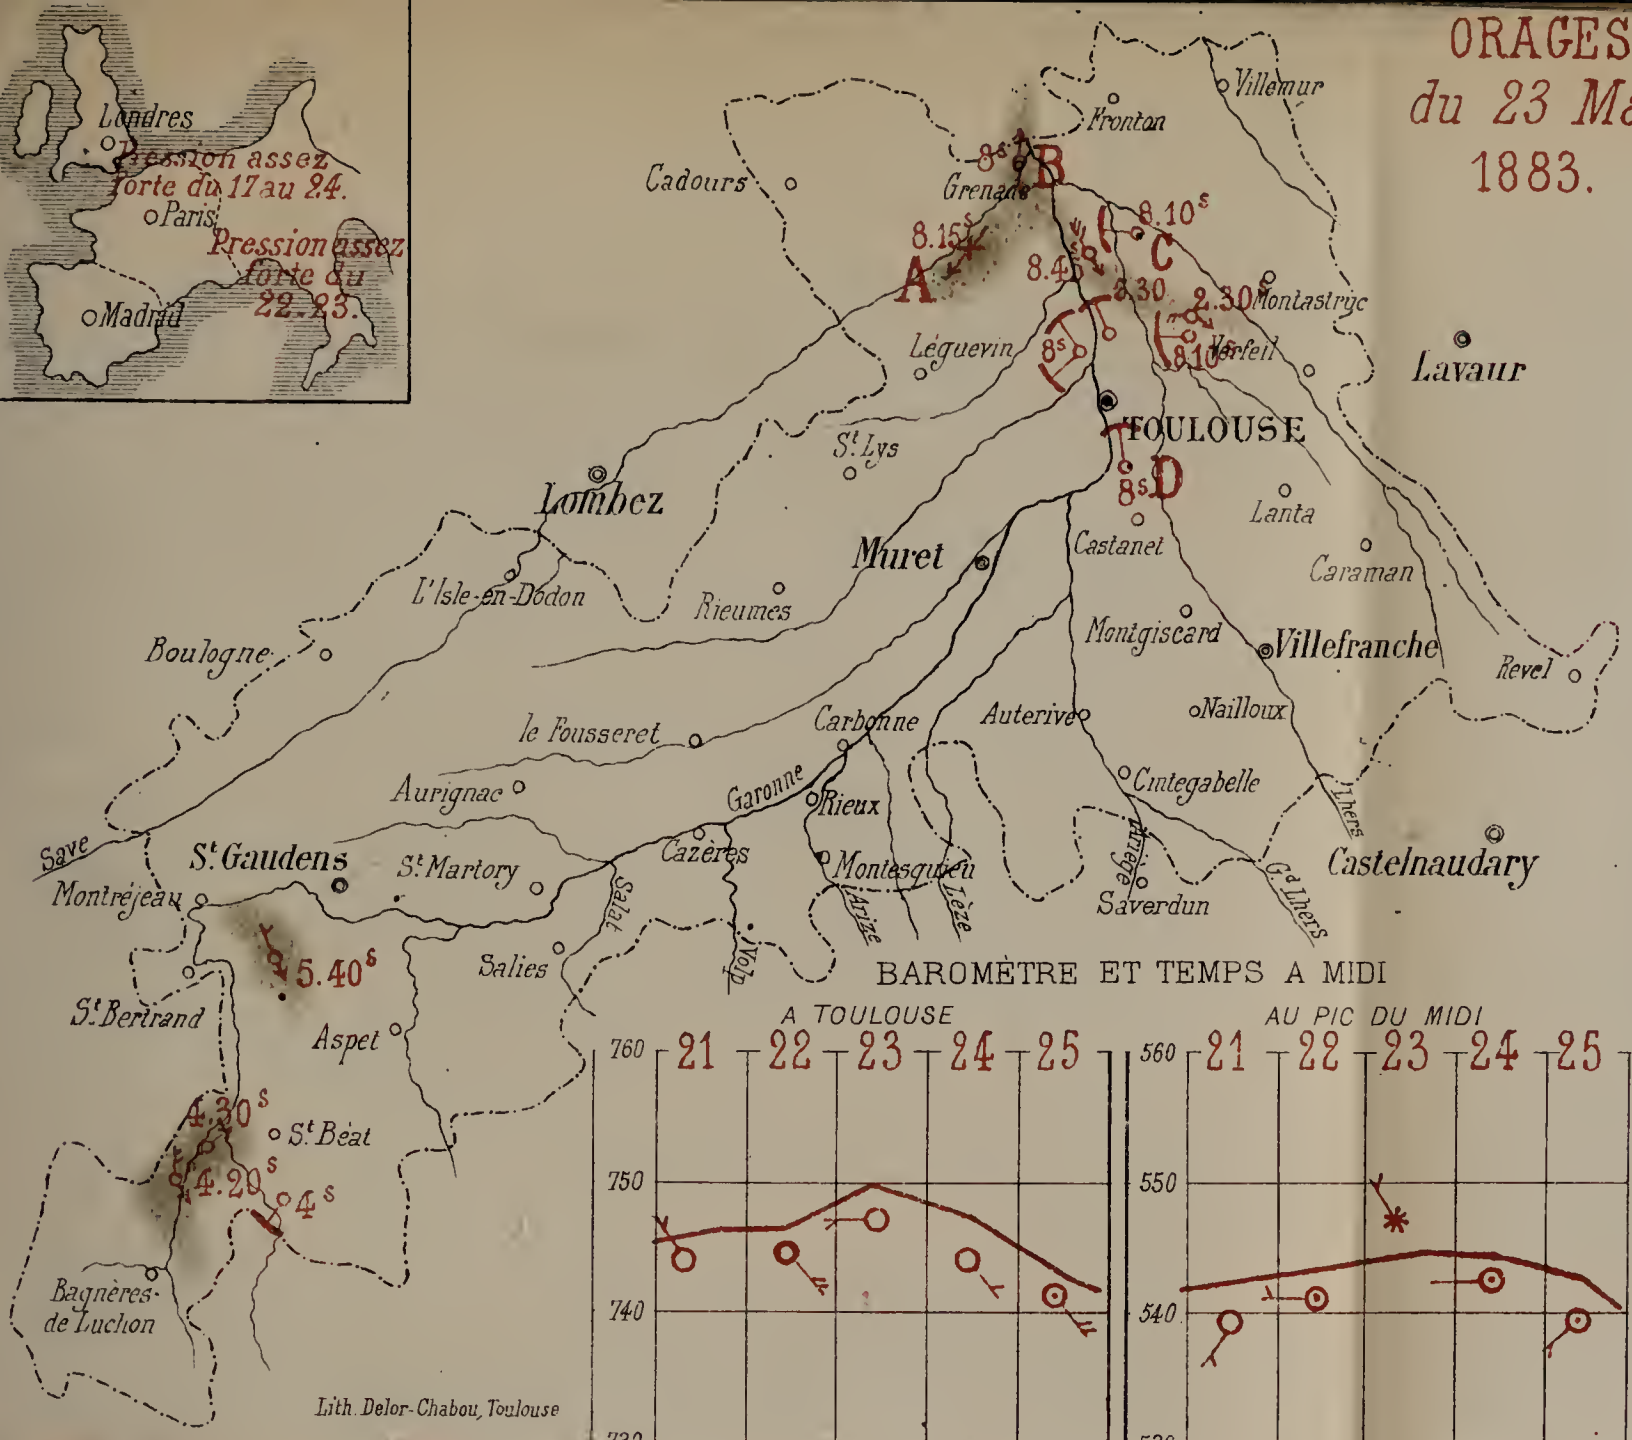 ORAGES
du 23 Ma
1883.
Londres
Pression assez
forte du 17 au 24.
Paris
Pression assez
forte du
22-23.
Madrid
Villemur
Fronton
Cadours
8ˢ
B
Grenade
8.15ˢ
A
8.10ˢ
C
8.45
2.30
2.30ˢ
Montastruc
Léguevin
8ˢ
8.10ˢ
Verfeil
Lavaur
TOULOUSE
Sᵗ Lys
8ˢ
D
Lombez
Lanta
Muret
Castanet
Caraman
L'Isle-en-Dodon
Rieumes
Montgiscard
Villefranche
Boulogne
Revel
le Fousseret
Carbonne
Auterive
Nailloux
Aurignac
Garonne
Rieux
Cintegabelle
Lhers
Save
Sᵗ Gaudens
Sᵗ Martory
Cazères
Montesquieu
Ariège
Castelnaudary
Montréjeau
Salat
Arize
Lèze
Saverdun
Gᵈ Lhers
5.40ˢ
Salies
Volp
Sᵗ Bertrand
Aspet
4.30ˢ
Sᵗ Béat
4.20ˢ
4ˢ
Bagnères-
de Luchon
Lith. Delor-Chabou, Toulouse
BAROMÈTRE ET TEMPS A MIDI
A TOULOUSE
760 21 22 23 24 25
750
740
730
AU PIC DU MIDI
560 21 22 23 24 25
550
540